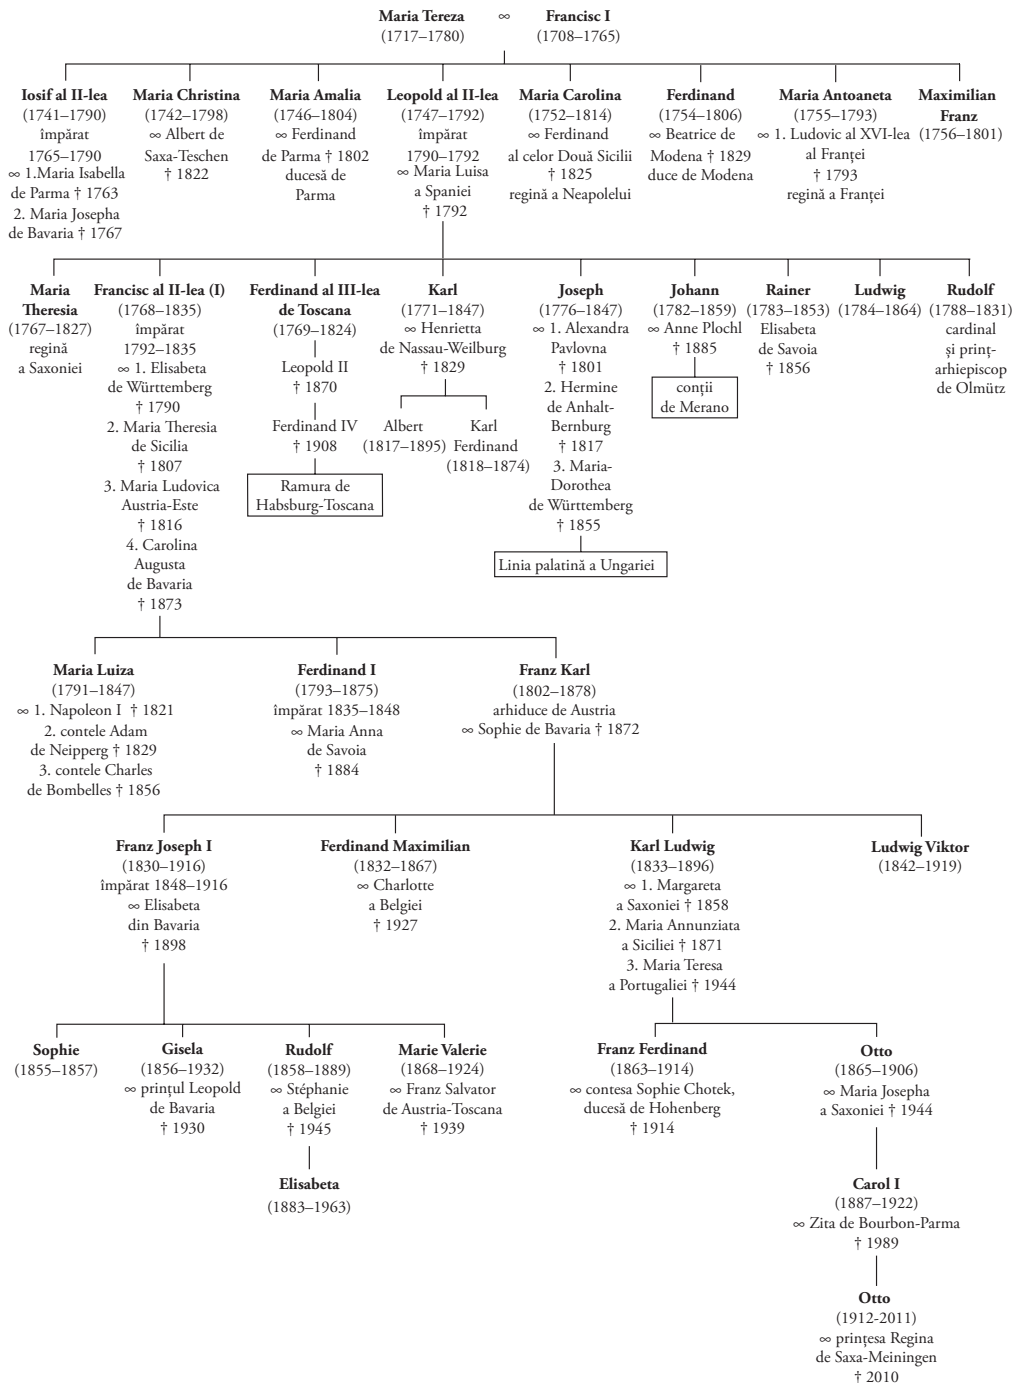 Maria Tereza ∞ Francisc I
(1717–1780) (1708–1765)
Iosif al II-lea
(1741–1790)
împărat
1765–1790
∞ 1.Maria Isabella
de Parma † 1763
2. Maria Josepha
de Bavaria † 1767
Maria Christina
(1742–1798)
∞ Albert de
Saxa-Teschen
† 1822
Maria Amalia
(1746–1804)
∞ Ferdinand
de Parma † 1802
ducesă de
Parma
Leopold al II-lea
(1747–1792)
împărat
1790–1792
∞ Maria Luisa
a Spaniei
† 1792
Maria Carolina
(1752–1814)
∞ Ferdinand
al celor Două Sicilii
† 1825
regină a Neapolelui
Ferdinand
(1754–1806)
∞ Beatrice de
Modena † 1829
duce de Modena
Maria Antoaneta
(1755–1793)
∞ 1. Ludovic al XVI-lea
al Franței
† 1793
regină a Franței
Maximilian
Franz
(1756–1801)
Maria
Theresia
(1767–1827)
regină
a Saxoniei
Francisc al II-lea (I)
(1768–1835)
împărat
1792–1835
∞ 1. Elisabeta
de Württemberg
† 1790
2. Maria Theresia
de Sicilia
† 1807
3. Maria Ludovica
Austria-Este
† 1816
4. Carolina
Augusta
de Bavaria
† 1873
Ferdinand al III-lea
de Toscana
(1769–1824)
Leopold II
† 1870
Ferdinand IV
† 1908
Ramura de
Habsburg-Toscana
Karl
(1771–1847)
∞ Henrietta
de Nassau-Weilburg
† 1829
Albert
(1817–1895)
Karl
Ferdinand
(1818–1874)
Joseph
(1776–1847)
∞ 1. Alexandra
Pavlovna
† 1801
2. Hermine
de Anhalt-
Bernburg
† 1817
3. Maria-
Dorothea
de Württemberg
† 1855
Linia palatină a Ungariei
Johann
(1782–1859)
∞ Anne Plochl
† 1885
conții
de Merano
Rainer
(1783–1853)
Elisabeta
de Savoia
† 1856
Ludwig
(1784–1864)
Rudolf
(1788–1831)
cardinal
și prinț-
arhiepiscop
de Olmütz
Maria Luiza
(1791–1847)
∞ 1. Napoleon I † 1821
2. contele Adam
de Neipperg † 1829
3. contele Charles
de Bombelles † 1856
Ferdinand I
(1793–1875)
împărat 1835–1848
∞ Maria Anna
de Savoia
† 1884
Franz Karl
(1802–1878)
arhiduce de Austria
∞ Sophie de Bavaria † 1872
Franz Joseph I
(1830–1916)
împărat 1848–1916
∞ Elisabeta
din Bavaria
† 1898
Ferdinand Maximilian
(1832–1867)
∞ Charlotte
a Belgiei
† 1927
Karl Ludwig
(1833–1896)
∞ 1. Margareta
a Saxoniei † 1858
2. Maria Annunziata
a Siciliei † 1871
3. Maria Teresa
a Portugaliei † 1944
Ludwig Viktor
(1842–1919)
Sophie
(1855–1857)
Gisela
(1856–1932)
∞ prințul Leopold
de Bavaria
† 1930
Rudolf
(1858–1889)
∞ Stéphanie
a Belgiei
† 1945
Elisabeta
(1883–1963)
Marie Valerie
(1868–1924)
∞ Franz Salvator
de Austria-Toscana
† 1939
Franz Ferdinand
(1863–1914)
∞ contesa Sophie Chotek,
ducesă de Hohenberg
† 1914
Otto
(1865–1906)
∞ Maria Josepha
a Saxoniei † 1944
Carol I
(1887–1922)
∞ Zita de Bourbon-Parma
† 1989
Otto
(1912-2011)
∞ prințesa Regina
de Saxa-Meiningen
† 2010